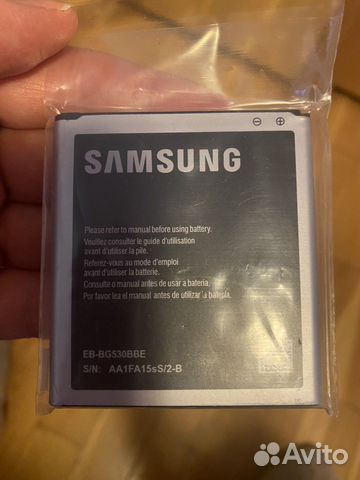 SAMSUNG
Please refer to manual before using battery.
Veuillez consulter le guide d'utilisation
avant d'utiliser la pile.
Referez-vous au mode d'emploi
avant d'utiliser la batterie.
Consulte o manual antes de usar a bateria.
Por favor lea el manual antes de utilizar la batería.
EB-BG530BBE
S/N: AA1FA15sS/2-B
Avito